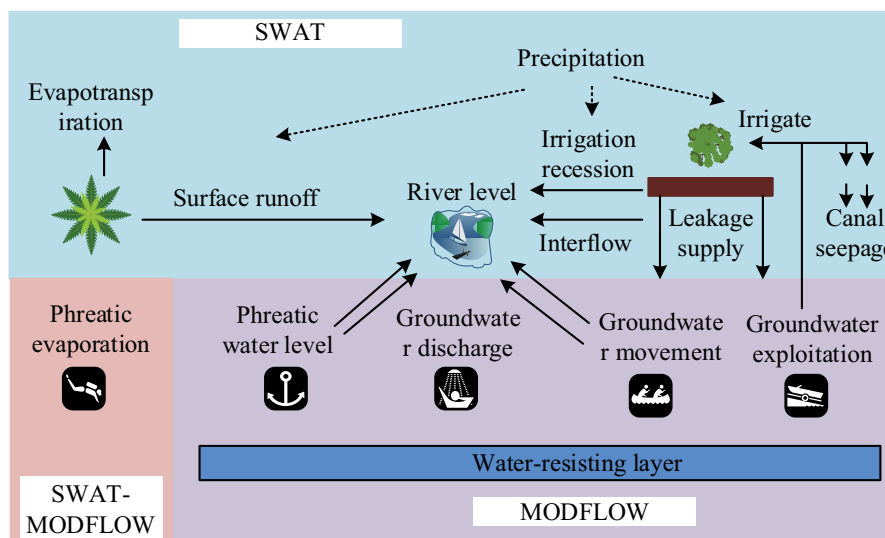 SWAT
Precipitation
Evapotransp
iration
Irrigate
Irrigation
recession
Surface runoff
River level
Interflow
Leakage
supply
Canal
seepage
Phreatic
evaporation
Phreatic
water level
Groundwate
r discharge
Groundwate
r movement
Groundwater
exploitation
Water-resisting layer
SWAT-
MODFLOW
MODFLOW